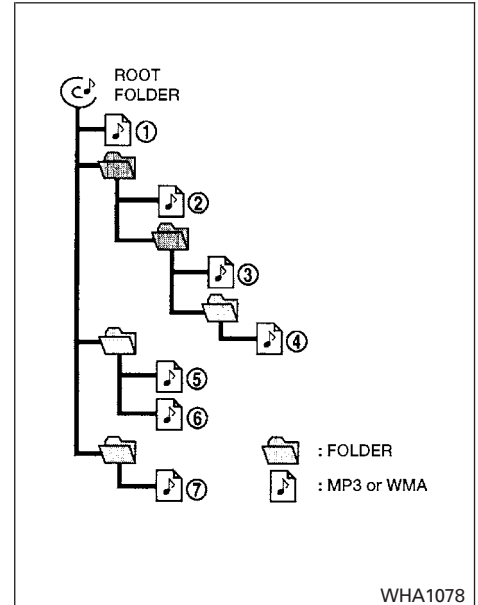 ROOT
FOLDER
①
②
③
④
⑤
⑥
⑦
: FOLDER
: MP3 or WMA
WHA1078